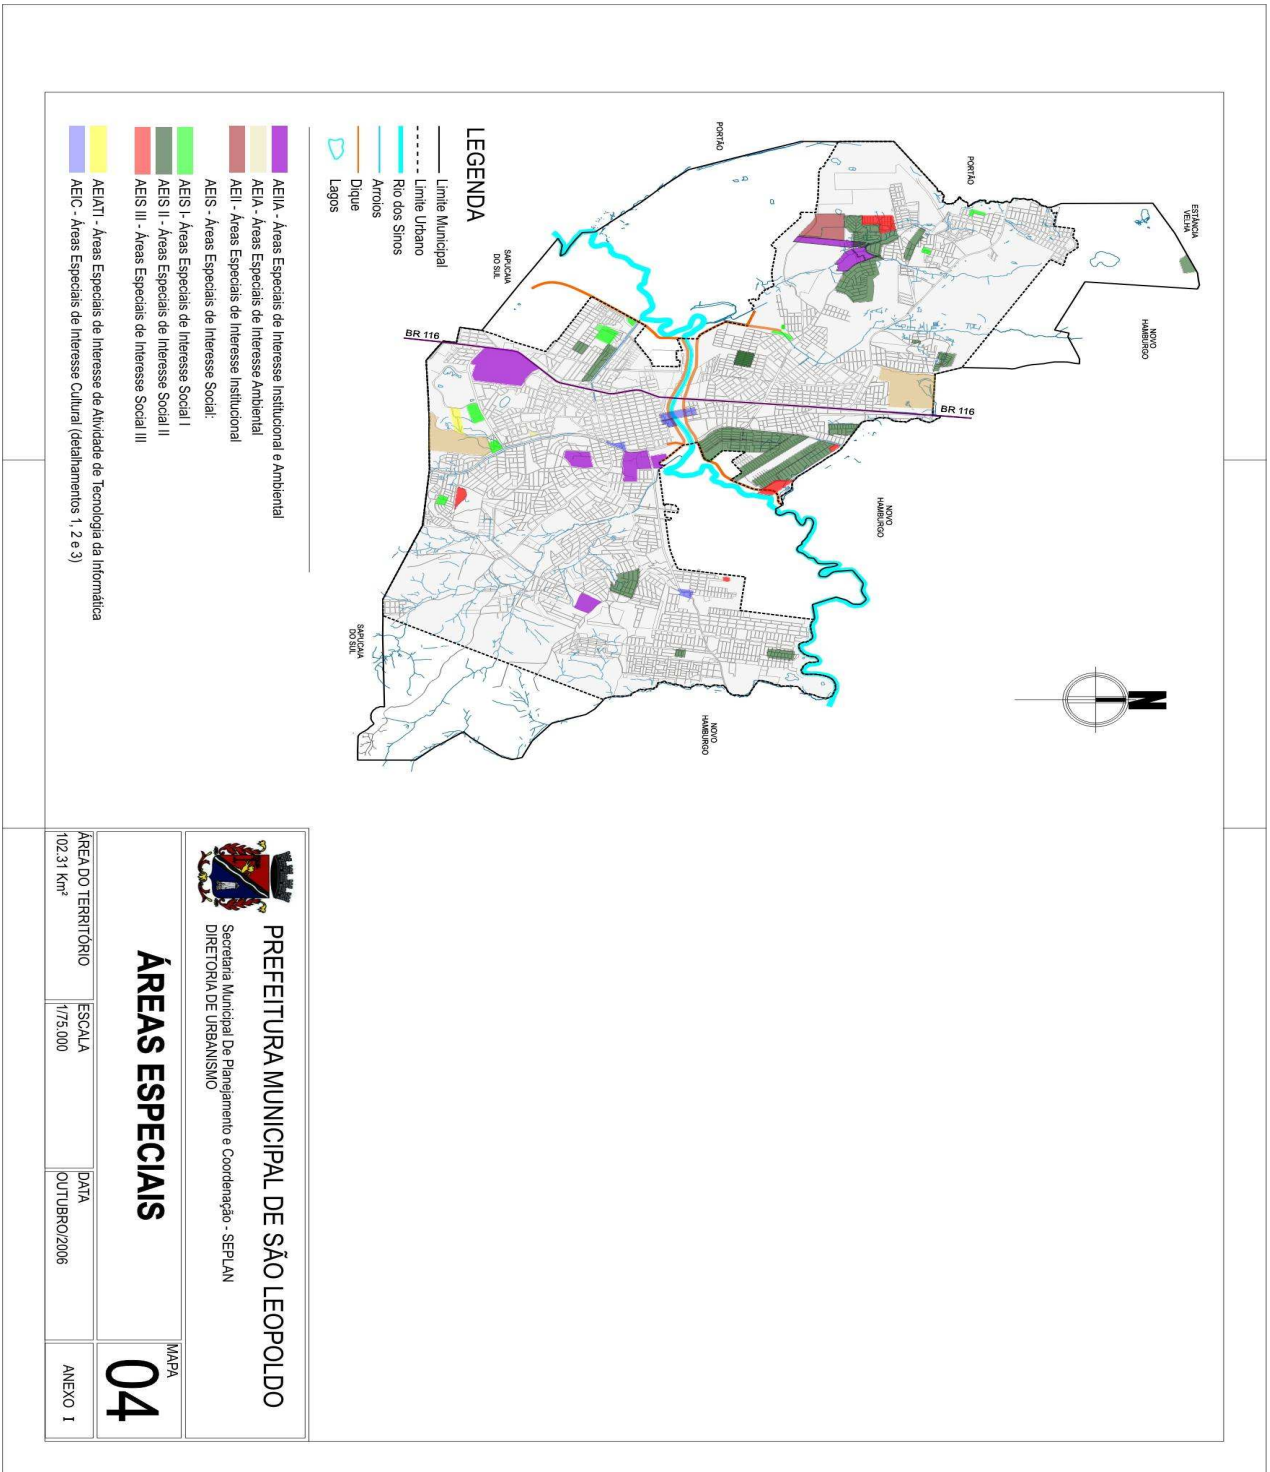 PORTÃO
PORTÃO
ESTÂNCIA
VELHA
NOVO
HAMBURGO
SAPUCAIA
DO SUL
BR 116
BR 116
NOVO
HAMBURGO
SAPUCAIA
DO SUL
NOVO
HAMBURGO
N
LEGENDA
Limite Municipal
Limite Urbano
Rio dos Sinos
Arroios
Dique
Lagos
AEIIA - Áreas Especiais de Interesse Institucional e Ambiental
AEIA - Áreas Especiais de Interesse Ambiental
AEII - Áreas Especiais de Interesse Institucional
AEIS - Áreas Especiais de Interesse Social:
AEIS I- Áreas Especiais de Interesse Social I
AEIS II - Áreas Especiais de Interesse Social II
AEIS III - Áreas Especiais de Interesse Social III
AEIATI - Áreas Especiais de Interesse de Atividade de Tecnologia da Informática
AEIC - Áreas Especiais de Interesse Cultural (detalhamentos 1, 2 e 3)
PREFEITURA MUNICIPAL DE SÃO LEOPOLDO
Secretaria Municipal De Planejamento e Coordenação - SEPLAN
DIRETORIA DE URBANISMO
ÁREAS ESPECIAIS
MAPA
04
ÁREA DO TERRITÓRIO
102.31 Km²
ESCALA
1/75.000
DATA
OUTUBRO/2006
ANEXO I